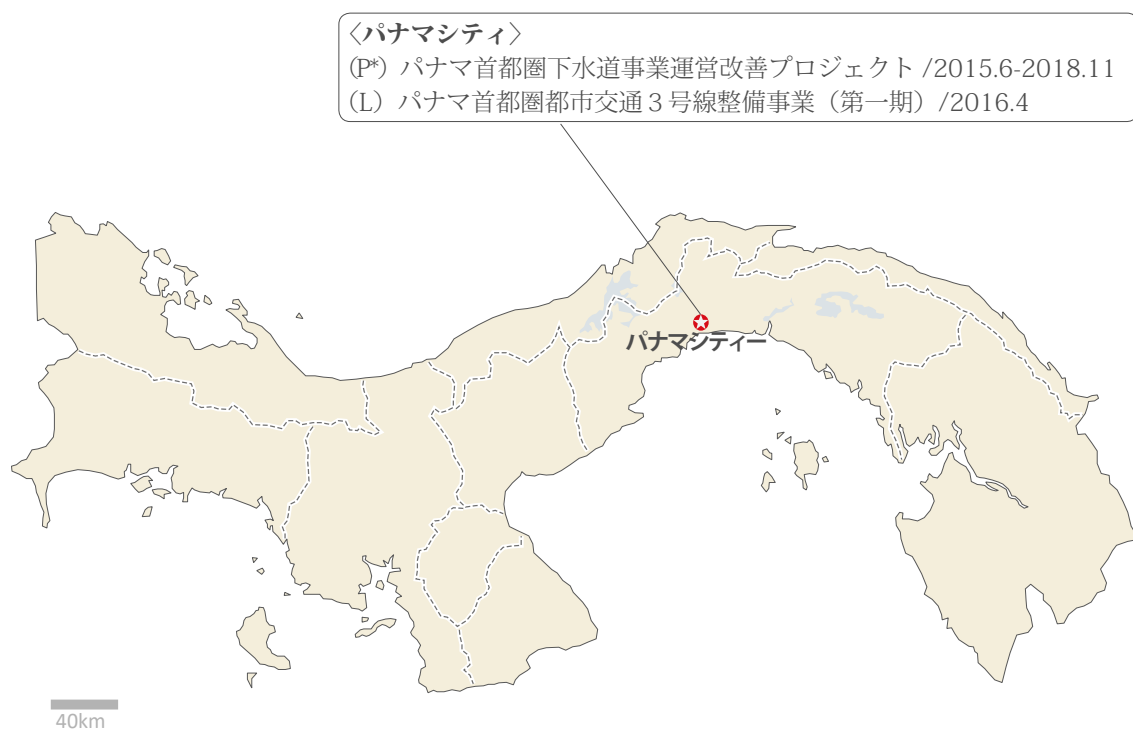 〈パナマシティ〉
(P*) パナマ首都圏下水道事業運営改善プロジェクト /2015.6-2018.11
(L) パナマ首都圏都市交通３号線整備事業（第一期）/2016.4
パナマシティー
40km